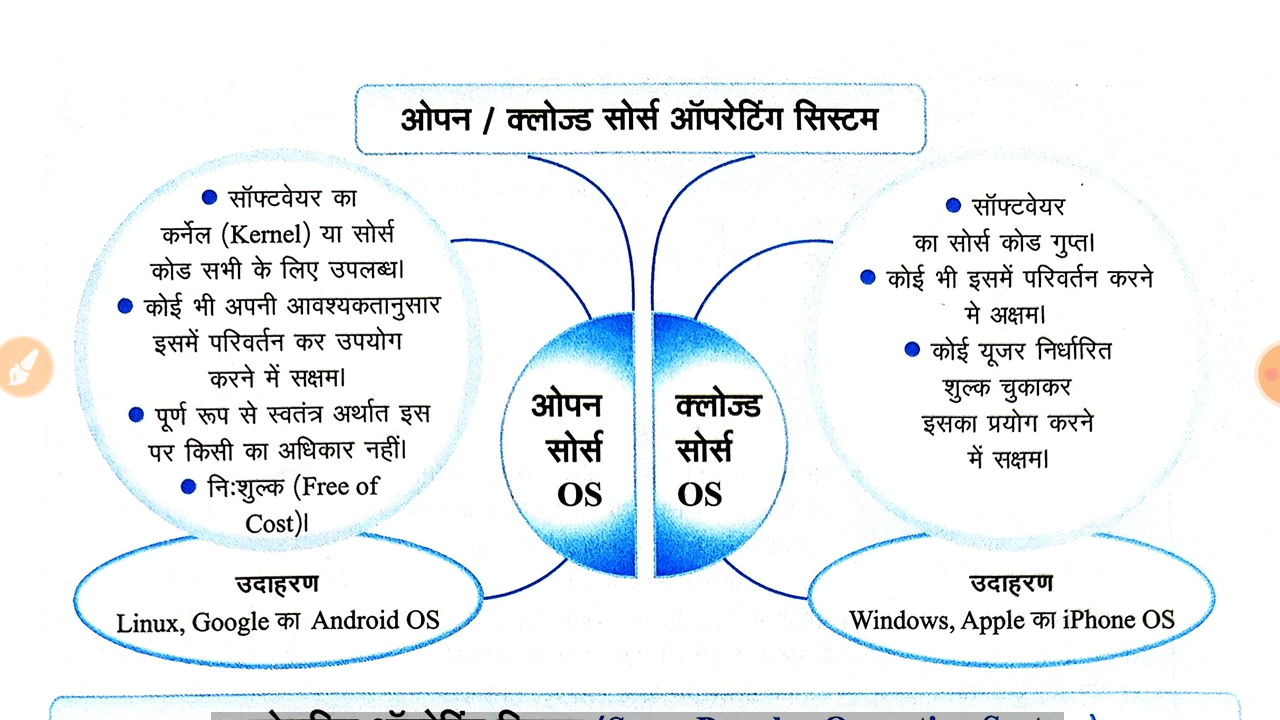 ओपन / क्लोज्ड सोर्स ऑपरेटिंग सिस्टम
● सॉफ्टवेयर का
कर्नेल (Kernel) या सोर्स
कोड सभी के लिए उपलब्ध।
● कोई भी अपनी आवश्यकतानुसार
इसमें परिवर्तन कर उपयोग
करने में सक्षम।
● पूर्ण रूप से स्वतंत्र अर्थात इस
पर किसी का अधिकार नहीं।
● नि:शुल्क (Free of
Cost)।
उदाहरण
Linux, Google का Android OS
ओपन
सोर्स
OS
क्लोज्ड
सोर्स
OS
● सॉफ्टवेयर
का सोर्स कोड गुप्त।
● कोई भी इसमें परिवर्तन करने
मे अक्षम।
● कोई यूजर निर्धारित
शुल्क चुकाकर
इसका प्रयोग करने
में सक्षम।
उदाहरण
Windows, Apple का iPhone OS